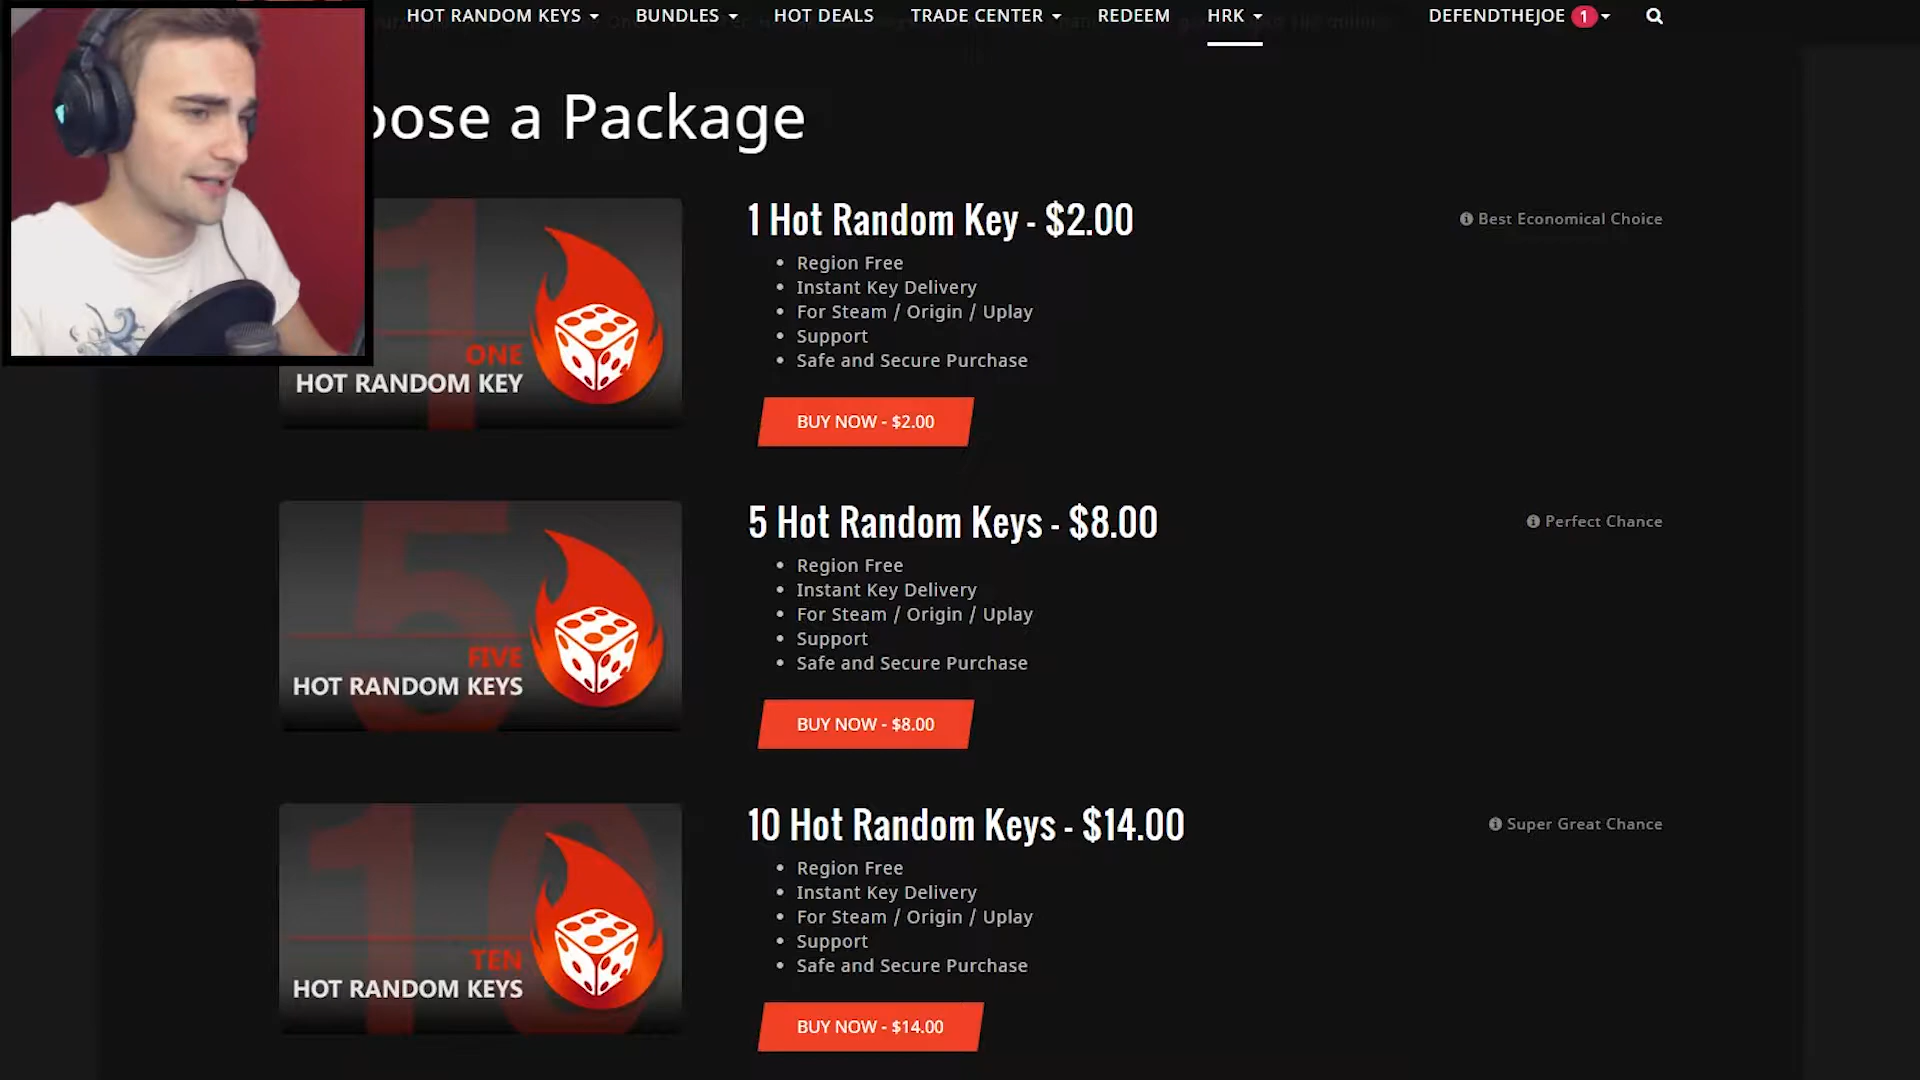 HOT RANDOM KEYS BUNDLES HOT DEALS TRADE CENTER REDEEM HRK DEFENDTHEJOE 1
oose a Package
ONE
HOT RANDOM KEY
1 Hot Random Key - $2.00
Best Economical Choice
Region Free
Instant Key Delivery
For Steam / Origin / Uplay
Support
Safe and Secure Purchase
BUY NOW - $2.00
5
FIVE
HOT RANDOM KEYS
5 Hot Random Keys - $8.00
Perfect Chance
Region Free
Instant Key Delivery
For Steam / Origin / Uplay
Support
Safe and Secure Purchase
BUY NOW - $8.00
10
TEN
HOT RANDOM KEYS
10 Hot Random Keys - $14.00
Super Great Chance
Region Free
Instant Key Delivery
For Steam / Origin / Uplay
Support
Safe and Secure Purchase
BUY NOW - $14.00